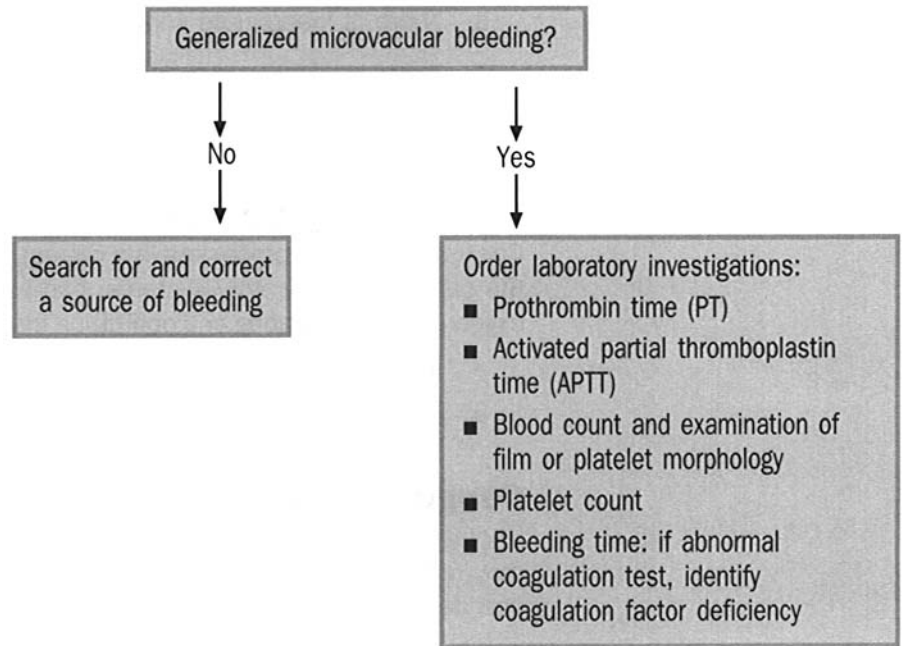 Generalized microvacular bleeding?
No
Yes
Search for and correct
a source of bleeding
Order laboratory investigations:
■ Prothrombin time (PT)
■ Activated partial thromboplastin
time (APTT)
■ Blood count and examination of
film or platelet morphology
■ Platelet count
■ Bleeding time: if abnormal
coagulation test, identify
coagulation factor deficiency